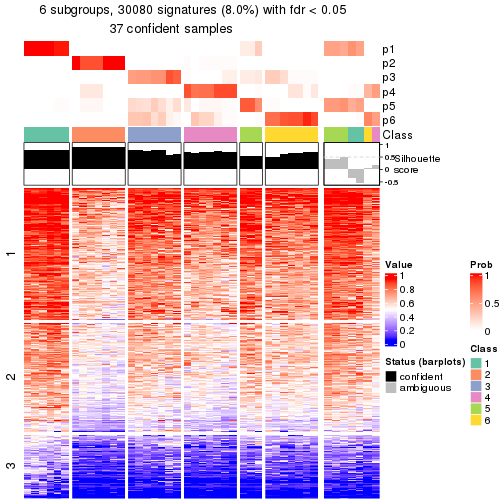 6 subgroups, 30080 signatures (8.0%) with fdr < 0.05
37 confident samples
p1
p2
p3
p4
p5
p6
Class
1
0.5
0
-0.5
Silhouette
score
1
2
3
Value
1
0.8
0.6
0.4
0.2
0
Status (barplots)
confident
ambiguous
Prob
1
0.5
0
Class
1
2
3
4
5
6